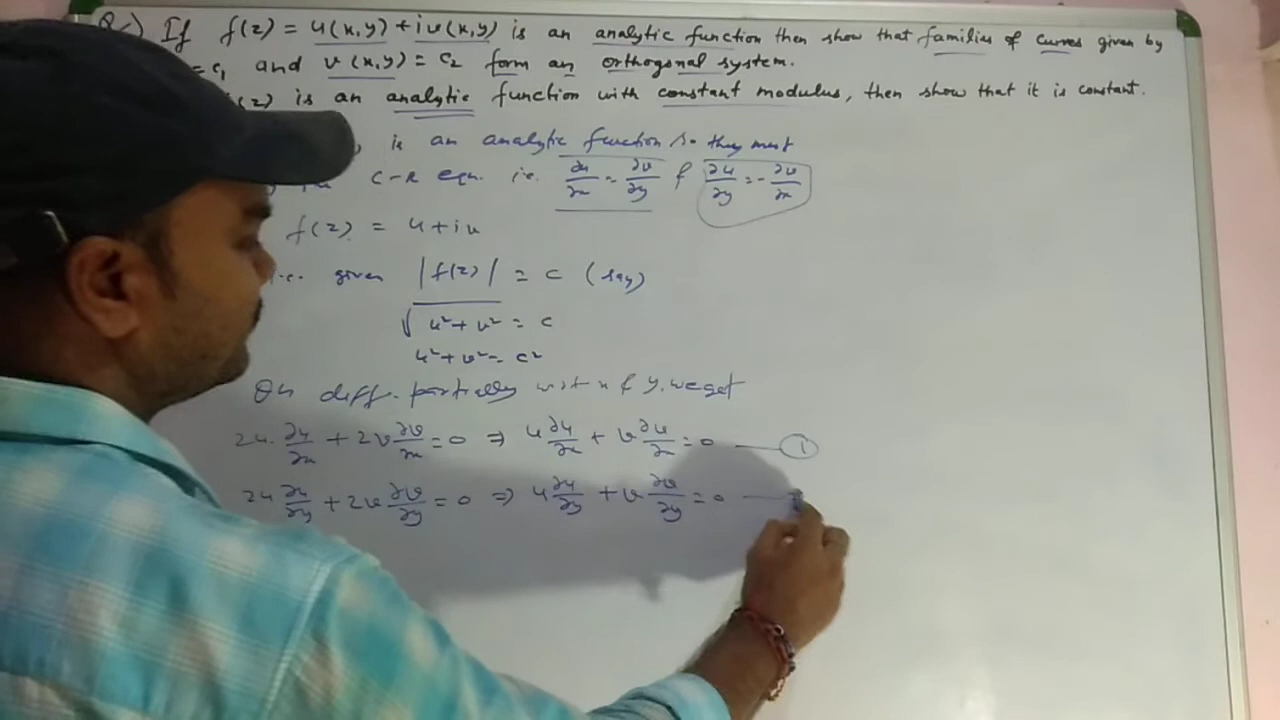 Q.) If f(z) = u(x,y) + iv(x,y) is an analytic function then show that families of curves given by
= c₁ and v(x,y) = c₂ form an orthogonal system.
(z) is an analytic function with constant modulus, then show that it is constant.
is an analytic function so they must
C-R eqn. i.e. ∂u/∂x = ∂v/∂y & ∂u/∂y = -∂v/∂x
f(z) = u+iv
i.e. given |f(z)| = c (say)
√u²+v² = c
u²+v² = c²
On diff. partially w.r.t x & y, we get
2u. ∂u/∂x + 2v ∂v/∂x = 0 ⇒ u ∂u/∂x + v ∂v/∂x = 0 — ①
2u ∂u/∂y + 2v ∂v/∂y = 0 ⇒ u ∂u/∂y + v ∂v/∂y = 0 —